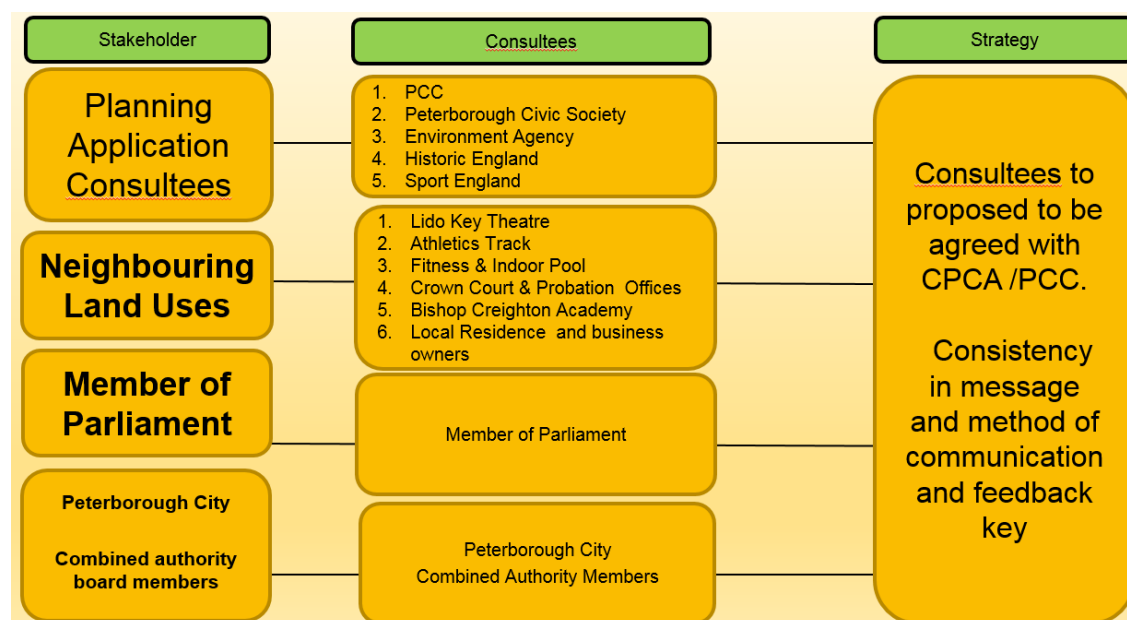 Stakeholder
Consultees
Strategy
Planning
Application
Consultees
1. PCC
2. Peterborough Civic Society
3. Environment Agency
4. Historic England
5. Sport England
Neighbouring
Land Uses
1. Lido Key Theatre
2. Athletics Track
3. Fitness & Indoor Pool
4. Crown Court & Probation Offices
5. Bishop Creighton Academy
6. Local Residence and business
owners
Member of
Parliament
Member of Parliament
Peterborough City
Combined authority
board members
Peterborough City
Combined Authority Members
Consultees to
proposed to be
agreed with
CPCA /PCC.
Consistency
in message
and method of
communication
and feedback
key